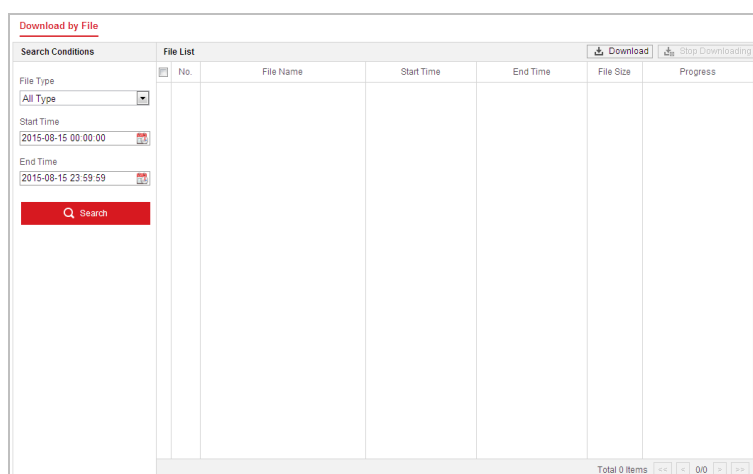 Download by File
Search Conditions
File List
Download
Stop Downloading
No.
File Name
Start Time
End Time
File Size
Progress
File Type
All Type
Start Time
2015-08-15 00:00:00
End Time
2015-08-15 23:59:59
Search
Total 0 Items << < 0/0 > >>